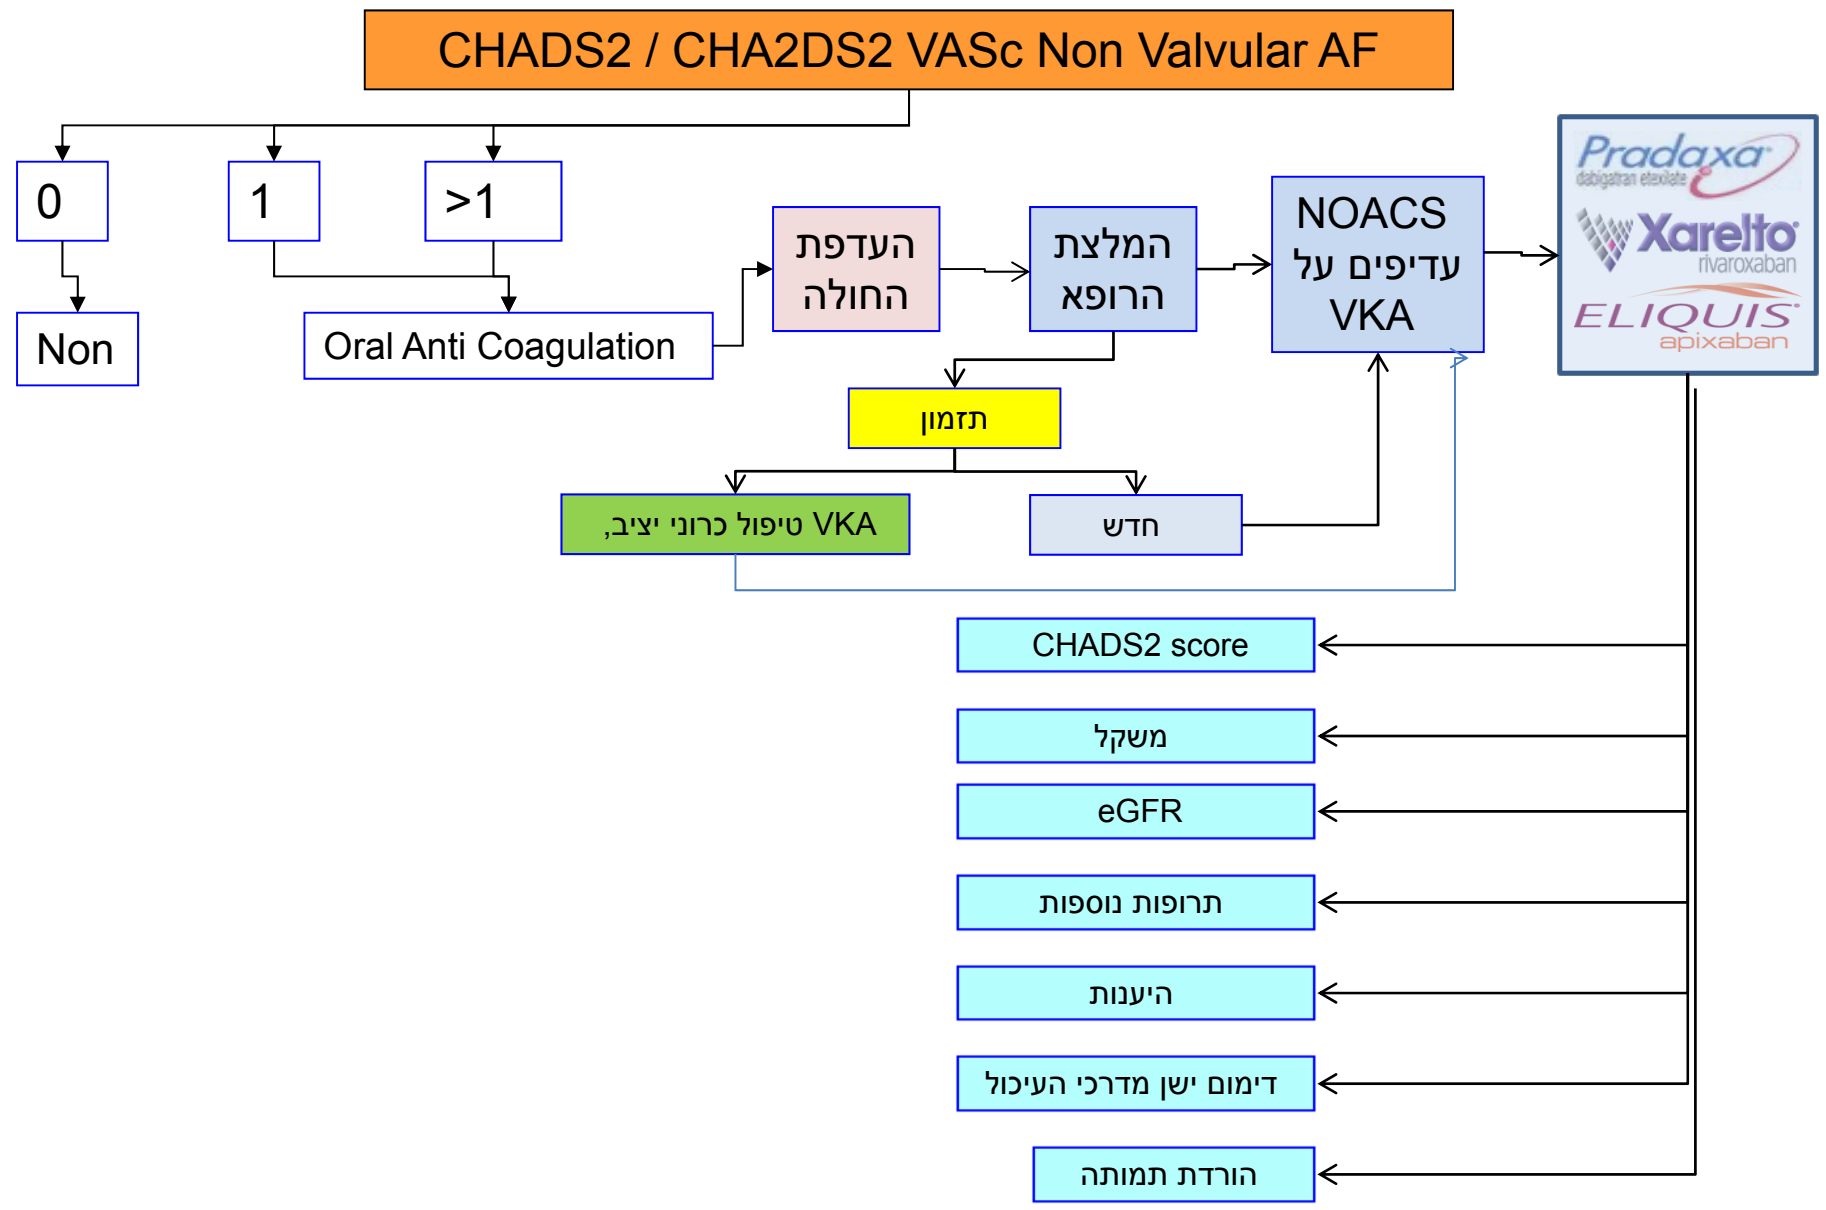 CHADS2 / CHA2DS2 VASc Non Valvular AF
0
1
>1
Non
Oral Anti Coagulation
העדפת
החולה
המלצת
הרופא
NOACS
עדיפים על
VKA
Pradaxa
dabigatran etexilate
Xarelto
rivaroxaban
ELIQUIS
apixaban
תזמון
VKA טיפול כרוני יציב,
חדש
CHADS2 score
משקל
eGFR
תרופות נוספות
היענות
דימום ישן מדרכי העיכול
הורדת תמותה